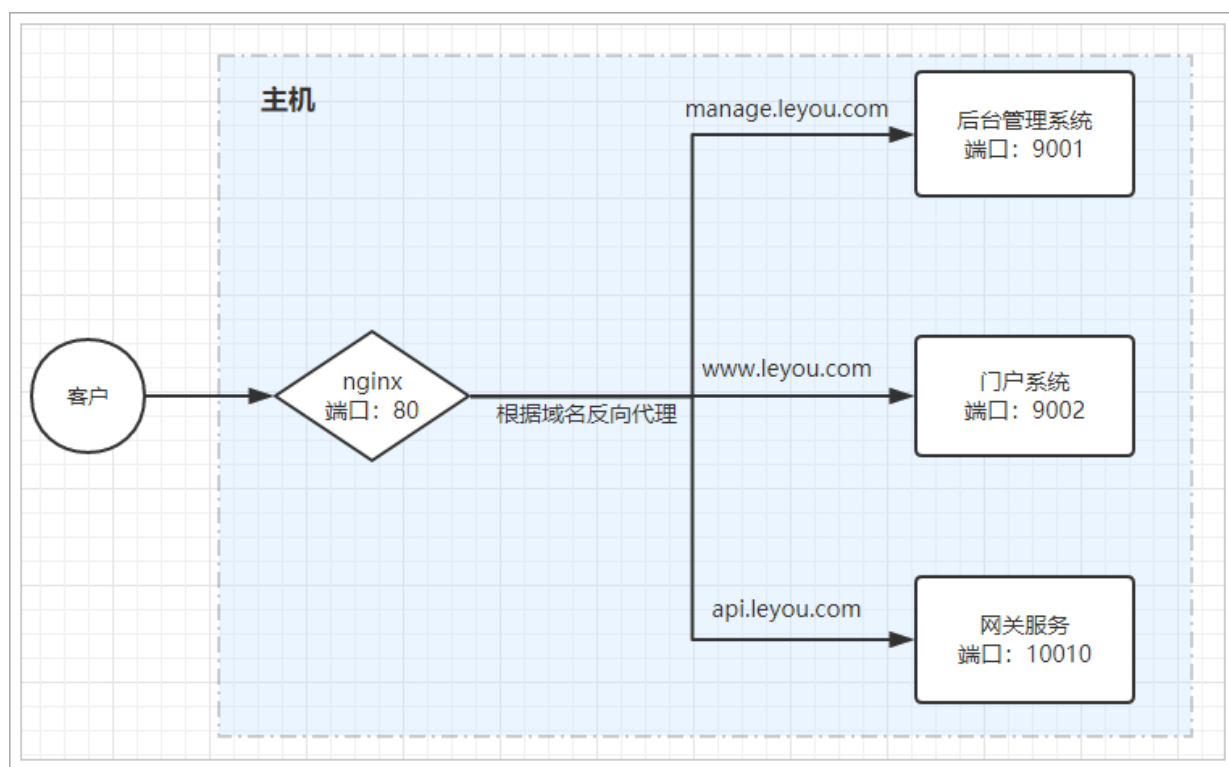 主机
manage.leyou.com
后台管理系统
端口：9001
客户
nginx
端口：80
根据域名反向代理
www.leyou.com
门户系统
端口：9002
api.leyou.com
网关服务
端口：10010